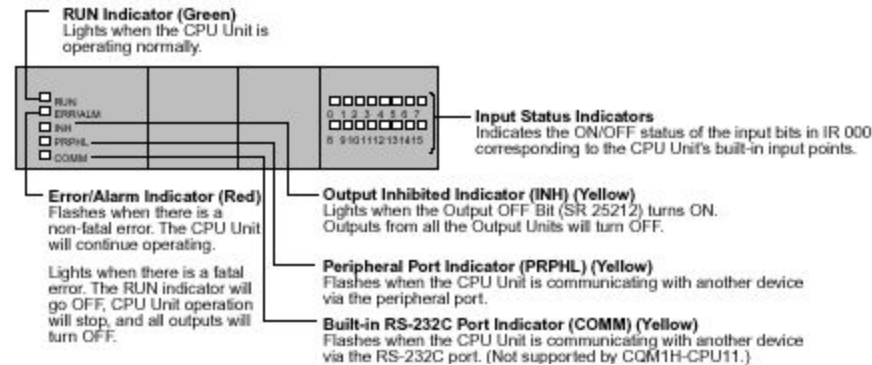 RUN Indicator (Green)
Lights when the CPU Unit is
operating normally.
RUN
ERR/ALM
INH
PRPHL
COMM
0 1 2 3 4 5 6 7
8 9 10 11 12 13 14 15
Input Status Indicators
Indicates the ON/OFF status of the input bits in IR 000
corresponding to the CPU Unit's built-in input points.
Error/Alarm Indicator (Red)
Flashes when there is a
non-fatal error. The CPU Unit
will continue operating.
Lights when there is a fatal
error. The RUN indicator will
go OFF, CPU Unit operation
will stop, and all outputs will
turn OFF.
Output Inhibited Indicator (INH) (Yellow)
Lights when the Output OFF Bit (SR 25212) turns ON.
Outputs from all the Output Units will turn OFF.
Peripheral Port Indicator (PRPHL) (Yellow)
Flashes when the CPU Unit is communicating with another device
via the peripheral port.
Built-in RS-232C Port Indicator (COMM) (Yellow)
Flashes when the CPU Unit is communicating with another device
via the RS-232C port. (Not supported by CQM1H-CPU11.)